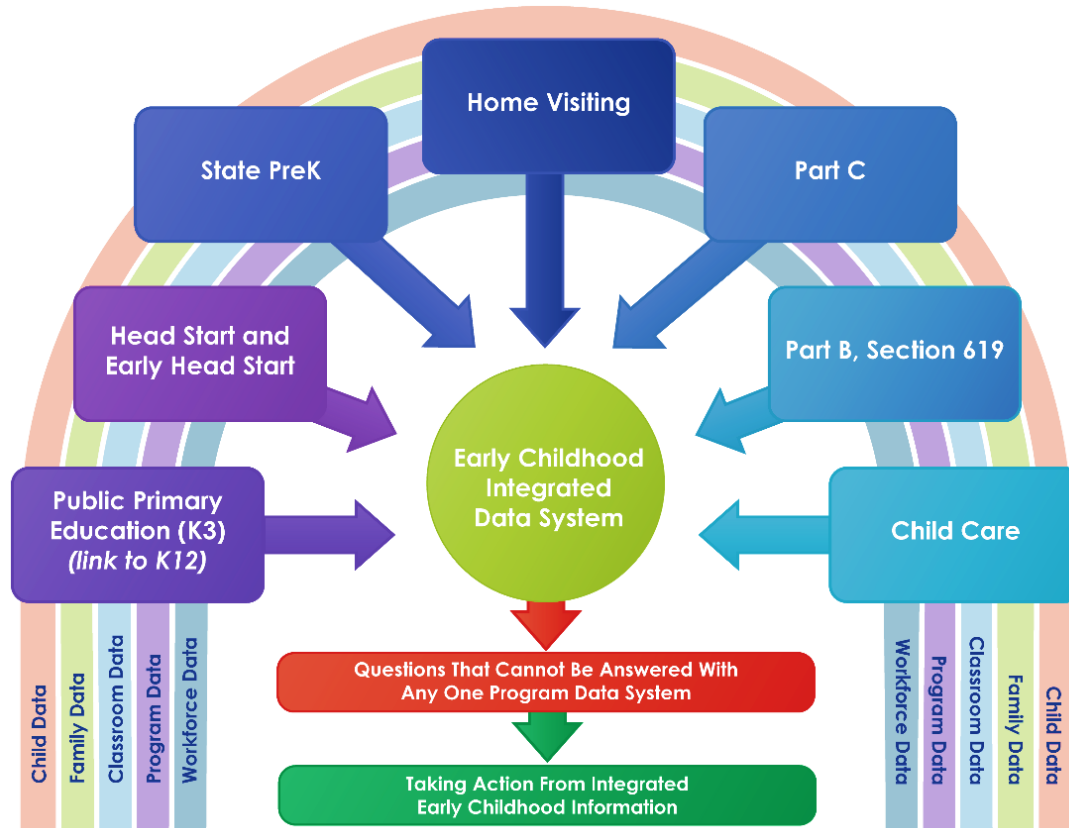 Home Visiting
State PreK
Part C
Head Start and
Early Head Start
Part B, Section 619
Early Childhood
Integrated
Data System
Public Primary
Education (K3)
(link to K12)
Child Care
Questions That Cannot Be Answered With
Any One Program Data System
Taking Action From Integrated
Early Childhood Information
Child Data
Family Data
Classroom Data
Program Data
Workforce Data
Workforce Data
Program Data
Classroom Data
Family Data
Child Data